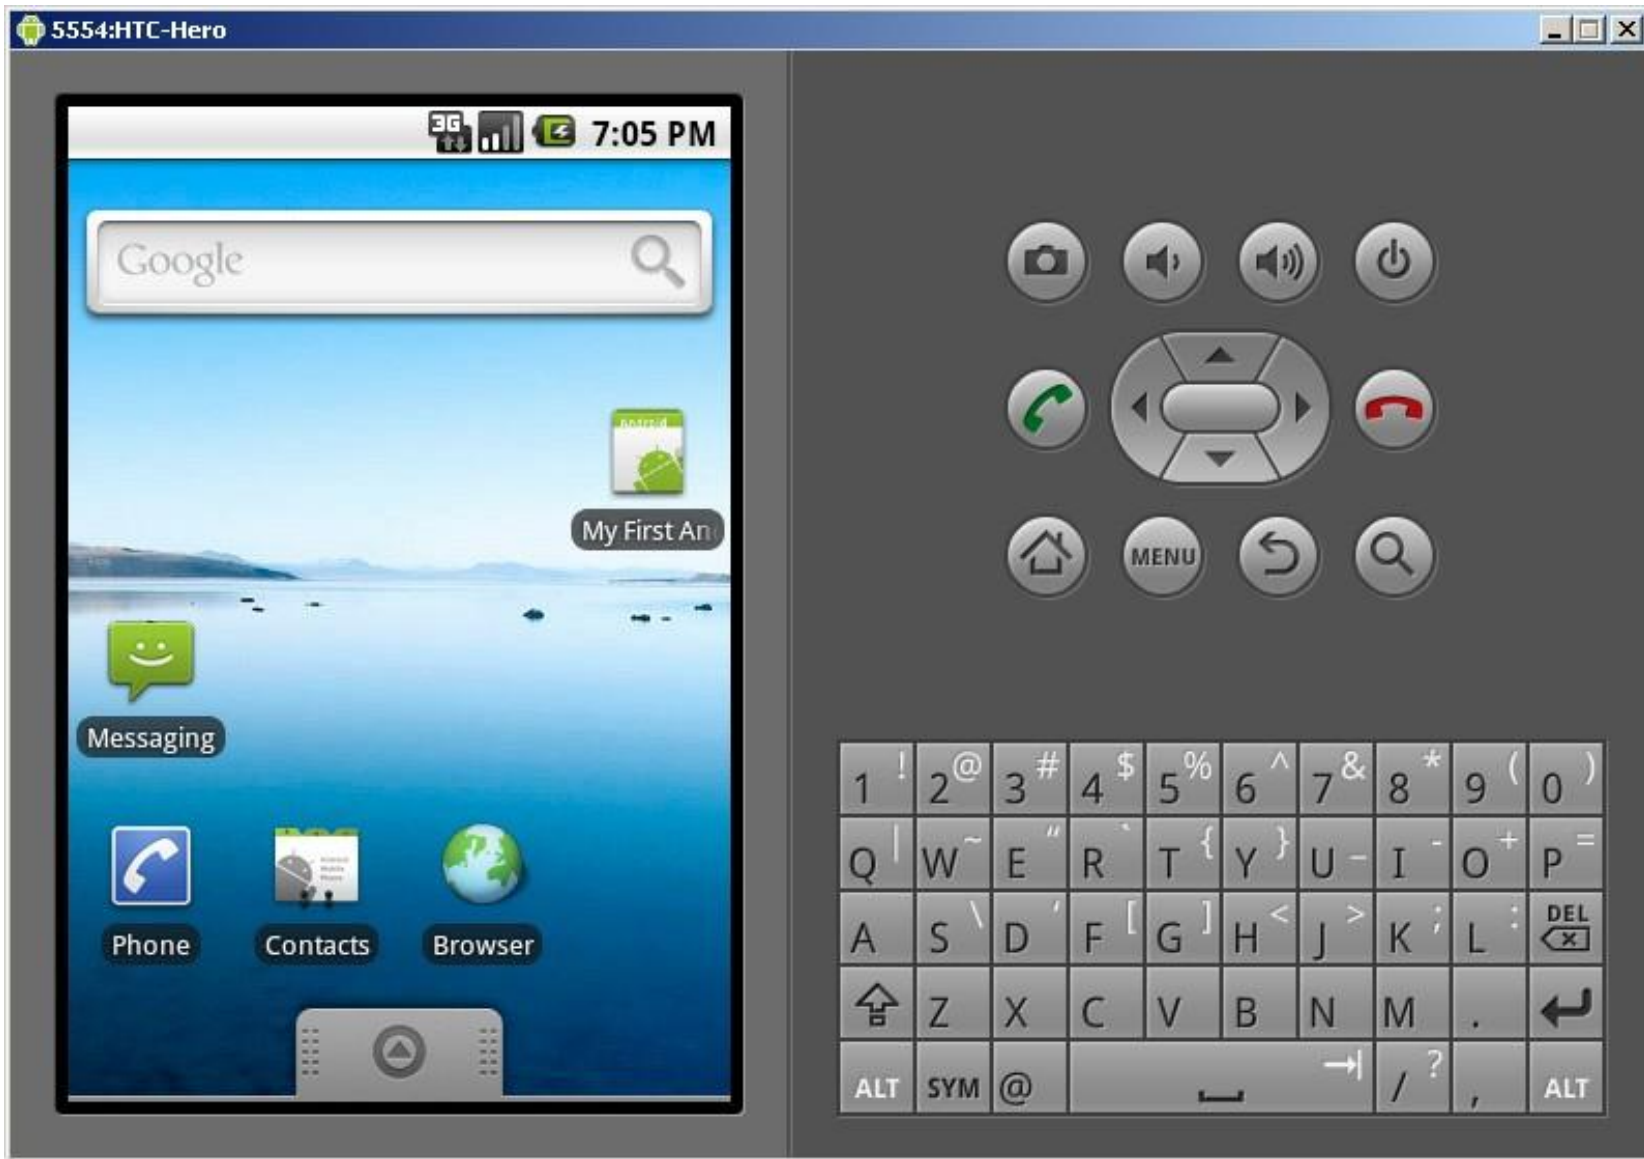 5554:HTC-Hero
3G 7:05 PM
Google
android
My First An
Messaging
Phone
Contacts
Browser
MENU
1 ! 2 @ 3 # 4 $ 5 % 6 ^ 7 & 8 * 9 ( 0 )
Q | W ~ E " R ` T { Y } U _ I - O + P =
A S \ D ' F [ G ] H < J > K ; L : DEL
Z X C V B N M .
ALT SYM @ / ? , ALT